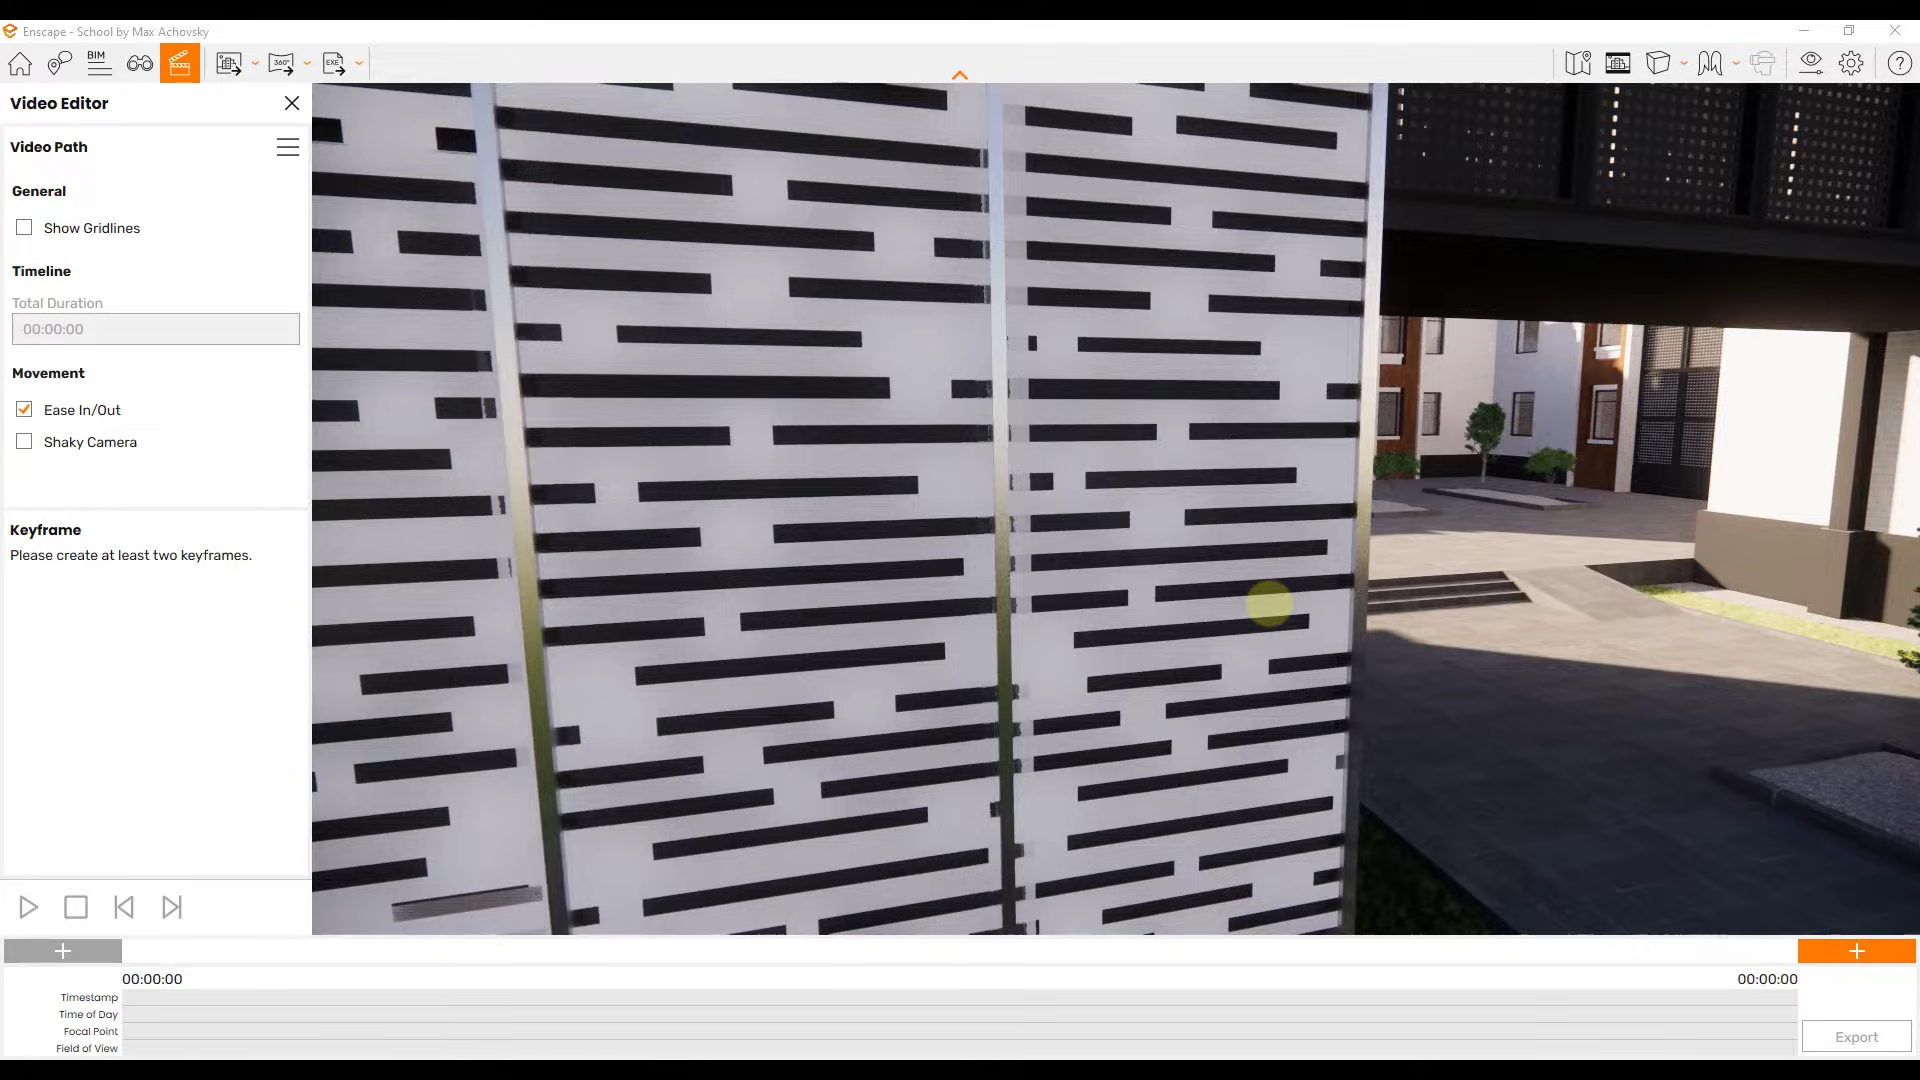 Enscape - School by Max Achovsky
BIM
360°
EXE
Video Editor
Video Path
General
Show Gridlines
Timeline
Total Duration
00:00:00
Movement
Ease In/Out
Shaky Camera
Keyframe
Please create at least two keyframes.
00:00:00
00:00:00
Timestamp
Time of Day
Focal Point
Field of View
Export